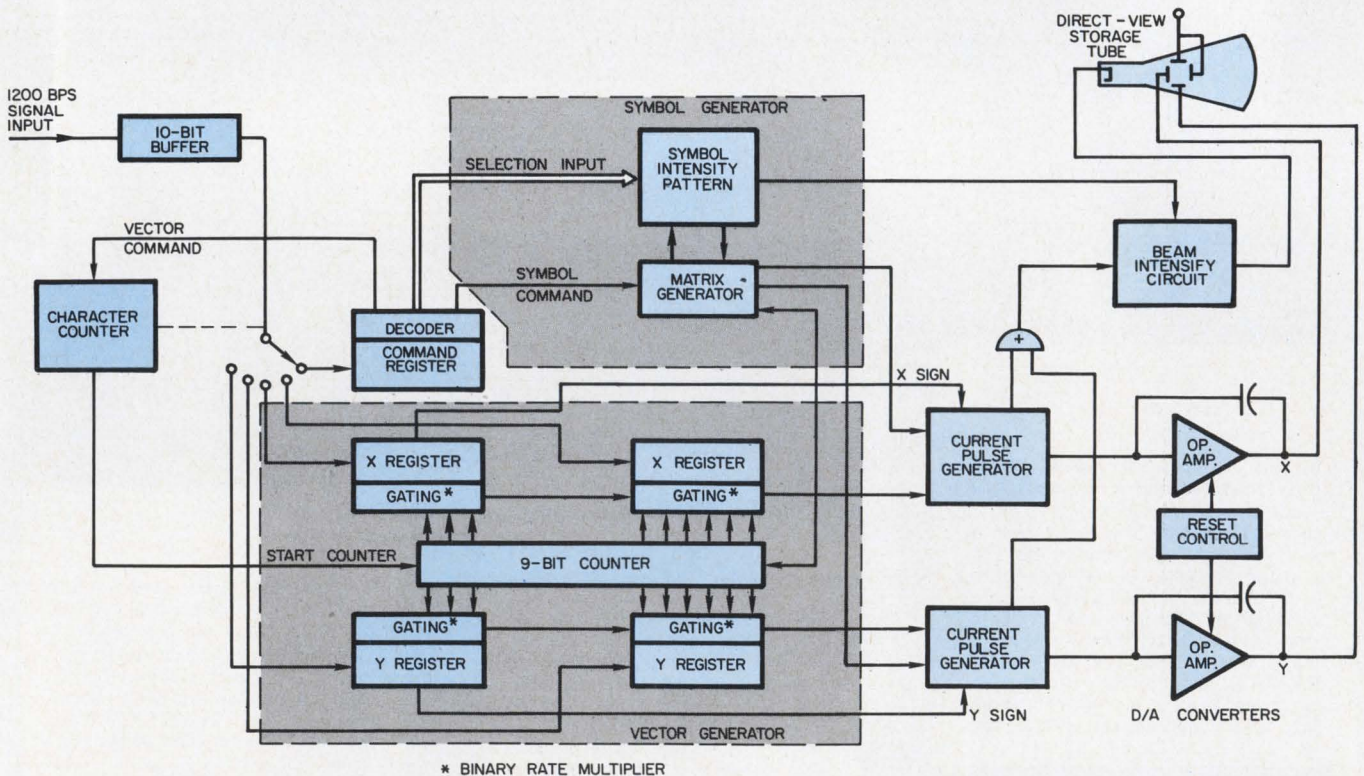 DIRECT-VIEW
STORAGE
TUBE
1200 BPS
SIGNAL
INPUT
10-BIT
BUFFER
SYMBOL GENERATOR
SELECTION INPUT
SYMBOL
INTENSITY
PATTERN
VECTOR
COMMAND
CHARACTER
COUNTER
SYMBOL
COMMAND
MATRIX
GENERATOR
BEAM
INTENSIFY
CIRCUIT
DECODER
COMMAND
REGISTER
+
X SIGN
X REGISTER
GATING*
X REGISTER
GATING*
CURRENT
PULSE
GENERATOR
OP.
AMP.
X
START COUNTER
9-BIT COUNTER
RESET
CONTROL
GATING*
Y REGISTER
GATING*
Y REGISTER
CURRENT
PULSE
GENERATOR
OP.
AMP.
Y
Y SIGN
D/A CONVERTERS
VECTOR GENERATOR
* BINARY RATE MULTIPLIER